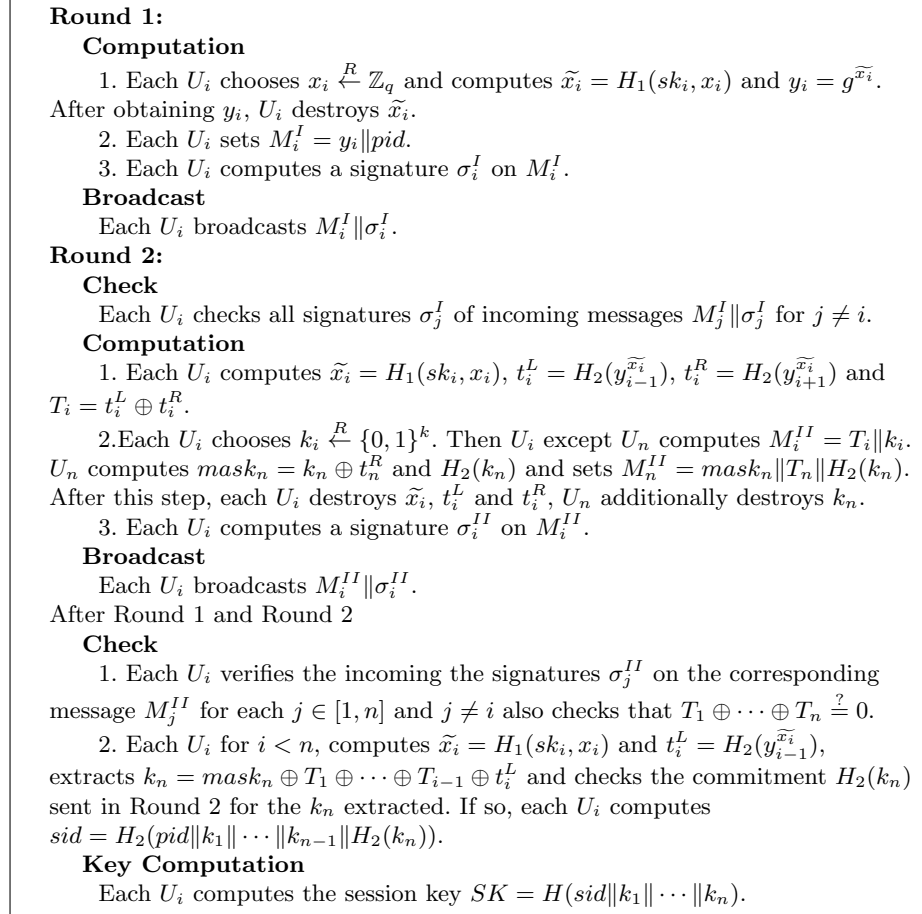 Round 1:
Computation
1. Each U_i chooses x_i ←^R ℤ_q and computes x̃_i = H_1(sk_i, x_i) and y_i = g^{x̃_i}.
After obtaining y_i, U_i destroys x̃_i.
2. Each U_i sets M_i^I = y_i‖pid.
3. Each U_i computes a signature σ_i^I on M_i^I.
Broadcast
Each U_i broadcasts M_i^I‖σ_i^I.
Round 2:
Check
Each U_i checks all signatures σ_j^I of incoming messages M_j^I‖σ_j^I for j ≠ i.
Computation
1. Each U_i computes x̃_i = H_1(sk_i, x_i), t_i^L = H_2(y_{i−1}^{x̃_i}), t_i^R = H_2(y_{i+1}^{x̃_i}) and
T_i = t_i^L ⊕ t_i^R.
2.Each U_i chooses k_i ←^R {0, 1}^k. Then U_i except U_n computes M_i^{II} = T_i‖k_i.
U_n computes mask_n = k_n ⊕ t_n^R and H_2(k_n) and sets M_n^{II} = mask_n‖T_n‖H_2(k_n).
After this step, each U_i destroys x̃_i, t_i^L and t_i^R, U_n additionally destroys k_n.
3. Each U_i computes a signature σ_i^{II} on M_i^{II}.
Broadcast
Each U_i broadcasts M_i^{II}‖σ_i^{II}.
After Round 1 and Round 2
Check
1. Each U_i verifies the incoming the signatures σ_j^{II} on the corresponding
message M_j^{II} for each j ∈ [1, n] and j ≠ i also checks that T_1 ⊕ ⋯ ⊕ T_n =^? 0.
2. Each U_i for i < n, computes x̃_i = H_1(sk_i, x_i) and t_i^L = H_2(y_{i−1}^{x̃_i}),
extracts k_n = mask_n ⊕ T_1 ⊕ ⋯ ⊕ T_{i−1} ⊕ t_i^L and checks the commitment H_2(k_n)
sent in Round 2 for the k_n extracted. If so, each U_i computes
sid = H_2(pid‖k_1‖ ⋯ ‖k_{n−1}‖H_2(k_n)).
Key Computation
Each U_i computes the session key SK = H(sid‖k_1‖ ⋯ ‖k_n).